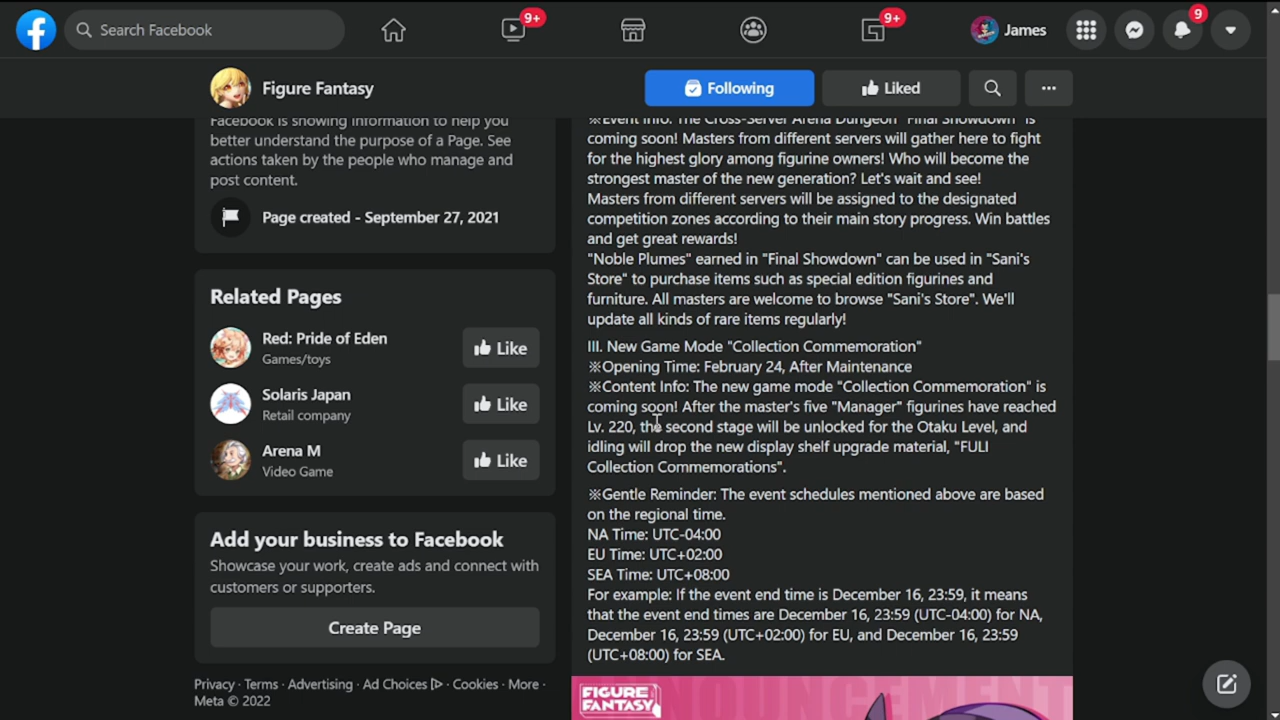 Search Facebook
9+
9+
James
9
Figure Fantasy
Following
Liked
Facebook is showing information to help you
better understand the purpose of a Page. See
actions taken by the people who manage and
post content.
Page created - September 27, 2021
Related Pages
Red: Pride of Eden
Games/toys
Like
Solaris Japan
Retail company
Like
Arena M
Video Game
Like
Add your business to Facebook
Showcase your work, create ads and connect with
customers or supporters.
Create Page
Privacy · Terms · Advertising · Ad Choices · Cookies · More ·
Meta © 2022
※Event Info: The Cross-Server Arena Dungeon "Final Showdown" is
coming soon! Masters from different servers will gather here to fight
for the highest glory among figurine owners! Who will become the
strongest master of the new generation? Let's wait and see!
Masters from different servers will be assigned to the designated
competition zones according to their main story progress. Win battles
and get great rewards!
"Noble Plumes" earned in "Final Showdown" can be used in "Sani's
Store" to purchase items such as special edition figurines and
furniture. All masters are welcome to browse "Sani's Store". We'll
update all kinds of rare items regularly!
III. New Game Mode "Collection Commemoration"
※Opening Time: February 24, After Maintenance
※Content Info: The new game mode "Collection Commemoration" is
coming soon! After the master's five "Manager" figurines have reached
Lv. 220, the second stage will be unlocked for the Otaku Level, and
idling will drop the new display shelf upgrade material, "FULI
Collection Commemorations".
※Gentle Reminder: The event schedules mentioned above are based
on the regional time.
NA Time: UTC-04:00
EU Time: UTC+02:00
SEA Time: UTC+08:00
For example: If the event end time is December 16, 23:59, it means
that the event end times are December 16, 23:59 (UTC-04:00) for NA,
December 16, 23:59 (UTC+02:00) for EU, and December 16, 23:59
(UTC+08:00) for SEA.
FIGURE
FANTASY
ANNOUNCEMENT